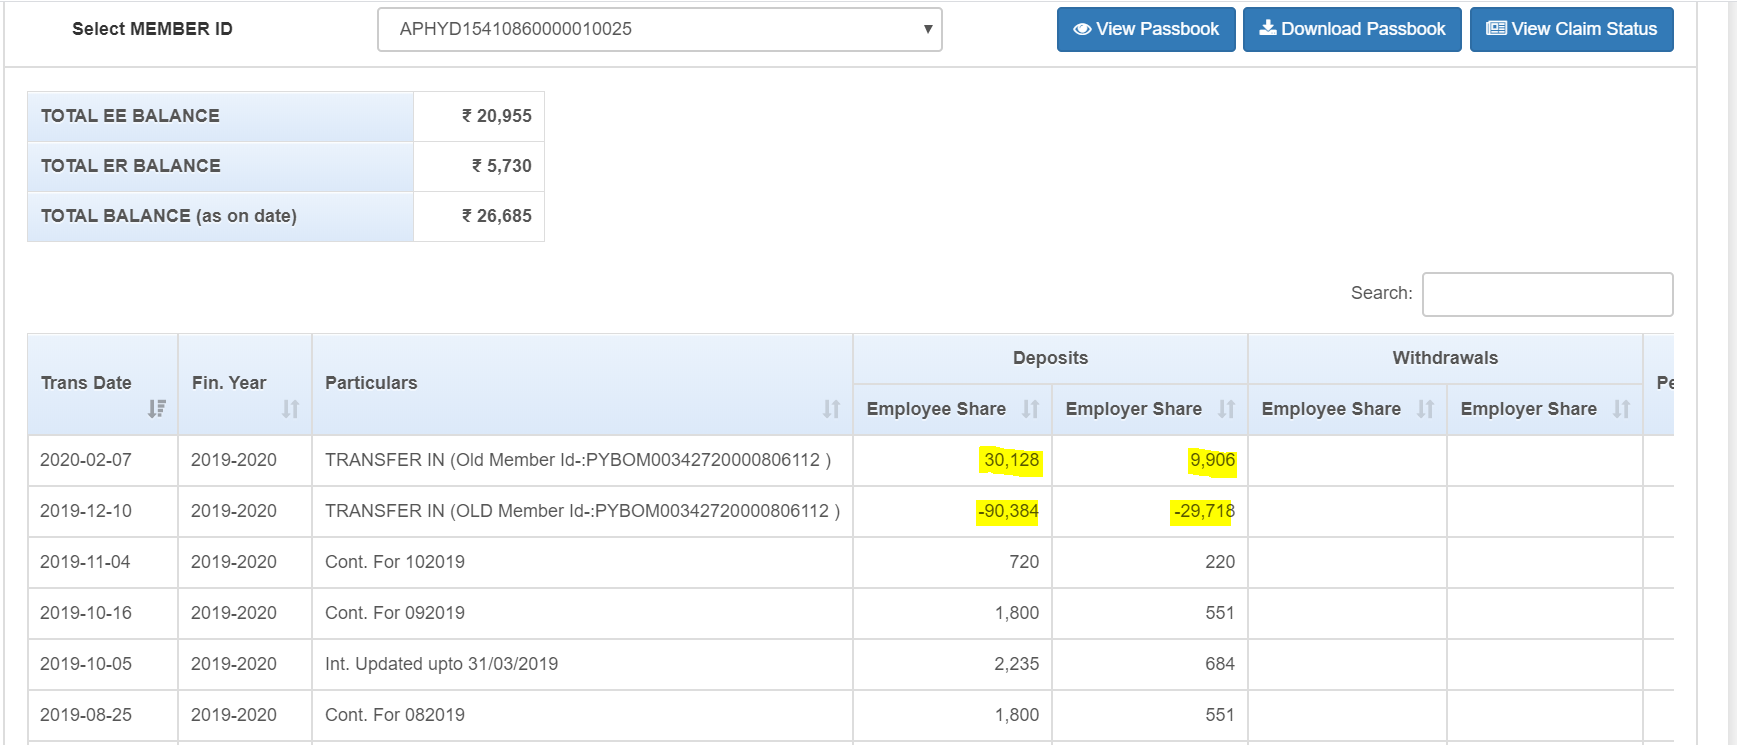 Select MEMBER ID APHYD15410860000010025 View Passbook Download Passbook View Claim Status
TOTAL EE BALANCE ₹ 20,955
TOTAL ER BALANCE ₹ 5,730
TOTAL BALANCE (as on date) ₹ 26,685
Search:
Deposits Withdrawals
Trans Date Fin. Year Particulars Pe
Employee Share Employer Share Employee Share Employer Share
2020-02-07 2019-2020 TRANSFER IN (Old Member Id-:PYBOM00342720000806112 ) 30,128 9,906
2019-12-10 2019-2020 TRANSFER IN (OLD Member Id-:PYBOM00342720000806112 ) -90,384 -29,718
2019-11-04 2019-2020 Cont. For 102019 720 220
2019-10-16 2019-2020 Cont. For 092019 1,800 551
2019-10-05 2019-2020 Int. Updated upto 31/03/2019 2,235 684
2019-08-25 2019-2020 Cont. For 082019 1,800 551